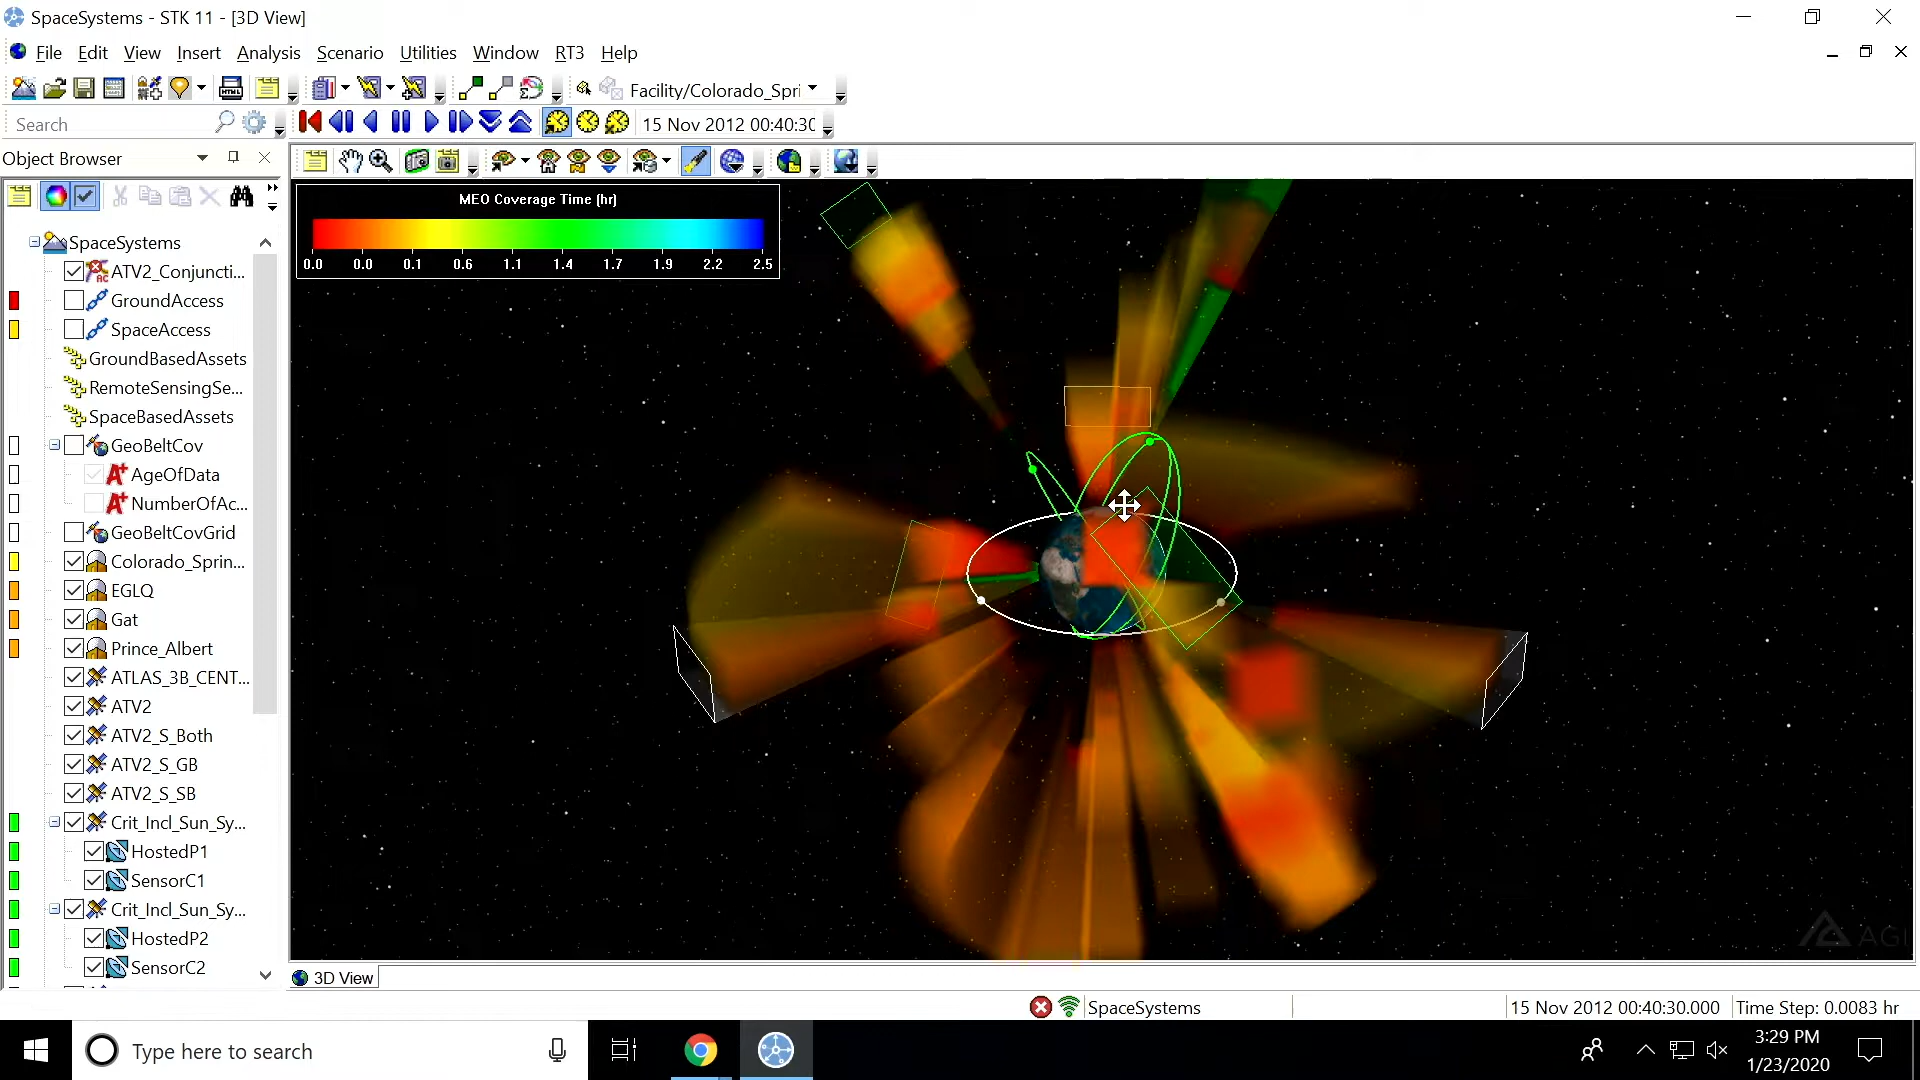 SpaceSystems - STK 11 - [3D View]
File Edit View Insert Analysis Scenario Utilities Window RT3 Help
Facility/Colorado_Spri
Search
15 Nov 2012 00:40:30
Object Browser
MEO Coverage Time (hr)
0.0 0.0 0.1 0.6 1.1 1.4 1.7 1.9 2.2 2.5
SpaceSystems
ATV2_Conjuncti...
GroundAccess
SpaceAccess
GroundBasedAssets
RemoteSensingSe...
SpaceBasedAssets
GeoBeltCov
AgeOfData
NumberOfAc...
GeoBeltCovGrid
Colorado_Sprin...
EGLQ
Gat
Prince_Albert
ATLAS_3B_CENT...
ATV2
ATV2_S_Both
ATV2_S_GB
ATV2_S_SB
Crit_Incl_Sun_Sy...
HostedP1
SensorC1
Crit_Incl_Sun_Sy...
HostedP2
SensorC2
AGI
3D View
SpaceSystems
15 Nov 2012 00:40:30.000 Time Step: 0.0083 hr
Type here to search
3:29 PM
1/23/2020